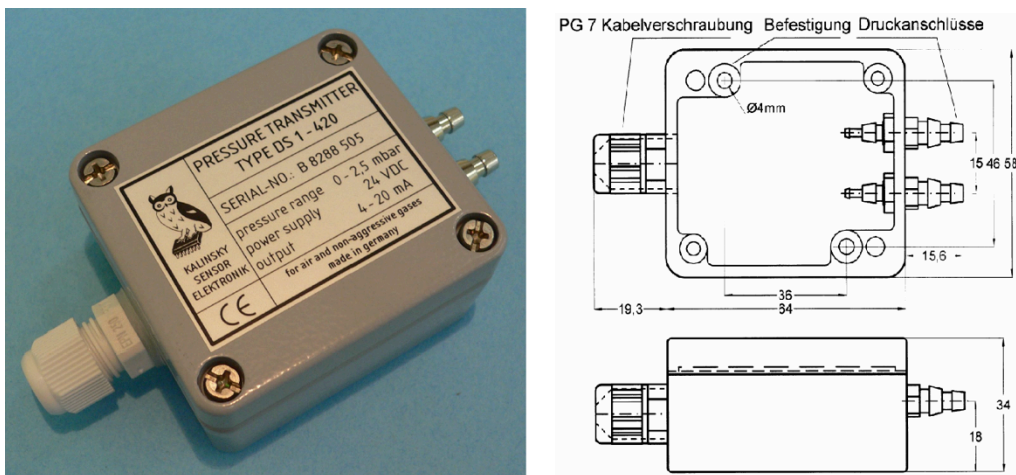 PRESSURE TRANSMITTER
TYPE DS 1 - 420
SERIAL-NO.: B 8288 505
pressure range 0 - 2,5 mbar
power supply 24 VDC
output 4 - 20 mA
for air and non-aggressive gases
made in germany
KALINSKY
SENSOR
ELEKTRONIK
CE
PG 7 Kabelverschraubung Befestigung Druckanschlüsse
Ø4mm
15
46
58
15,6
36
19,3
64
34
18